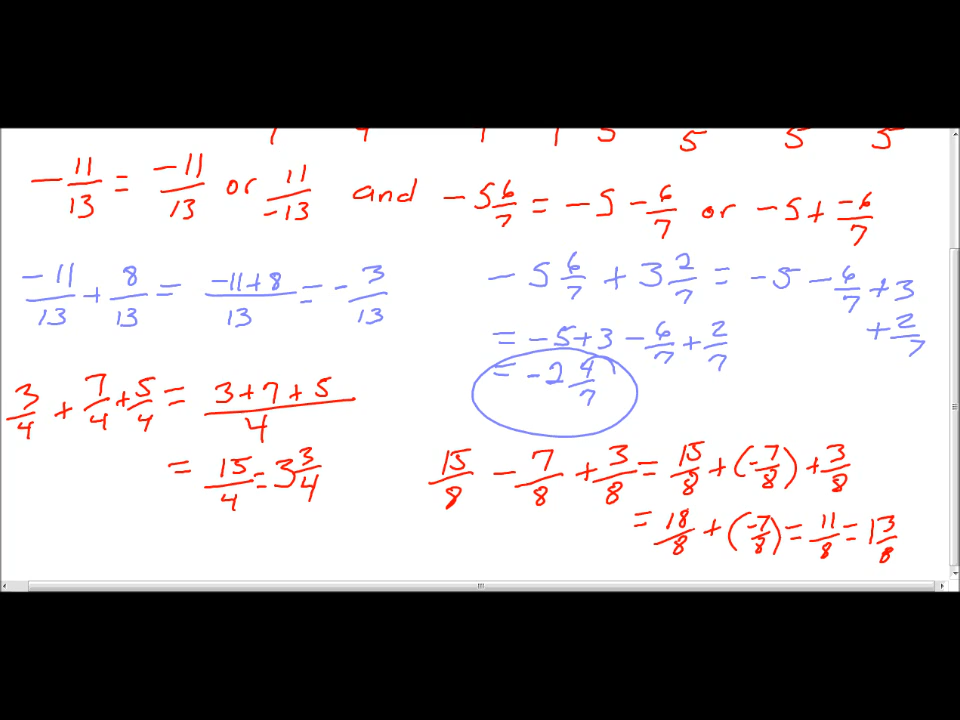 -11/13 = -11/13 or 11/-13 and -5 6/7 = -5 - 6/7 or -5 + -6/7
-11/13 + 8/13 = -11+8/13 = -3/13
-5 6/7 + 3 2/7 = -5 - 6/7 + 3
+ 2/7
= -5+3 - 6/7 + 2/7
= -2 4/7
3/4 + 7/4 + 5/4 = 3+7+5/4
= 15/4 = 3 3/4
15/8 - 7/8 + 3/8 = 15/8 + (-7/8) + 3/8
= 18/8 + (-7/8) = 11/8 = 1 3/8